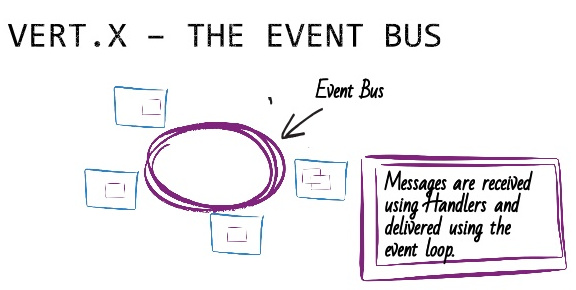 VERT.X – THE EVENT BUS
Event Bus
Messages are received
using Handlers and
delivered using the
event loop.